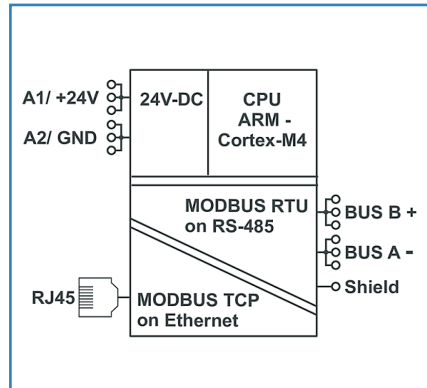 A1/ +24V
24V-DC
CPU
ARM -
Cortex-M4
A2/ GND
MODBUS RTU
on RS-485
BUS B +
BUS A -
Shield
RJ45
MODBUS TCP
on Ethernet